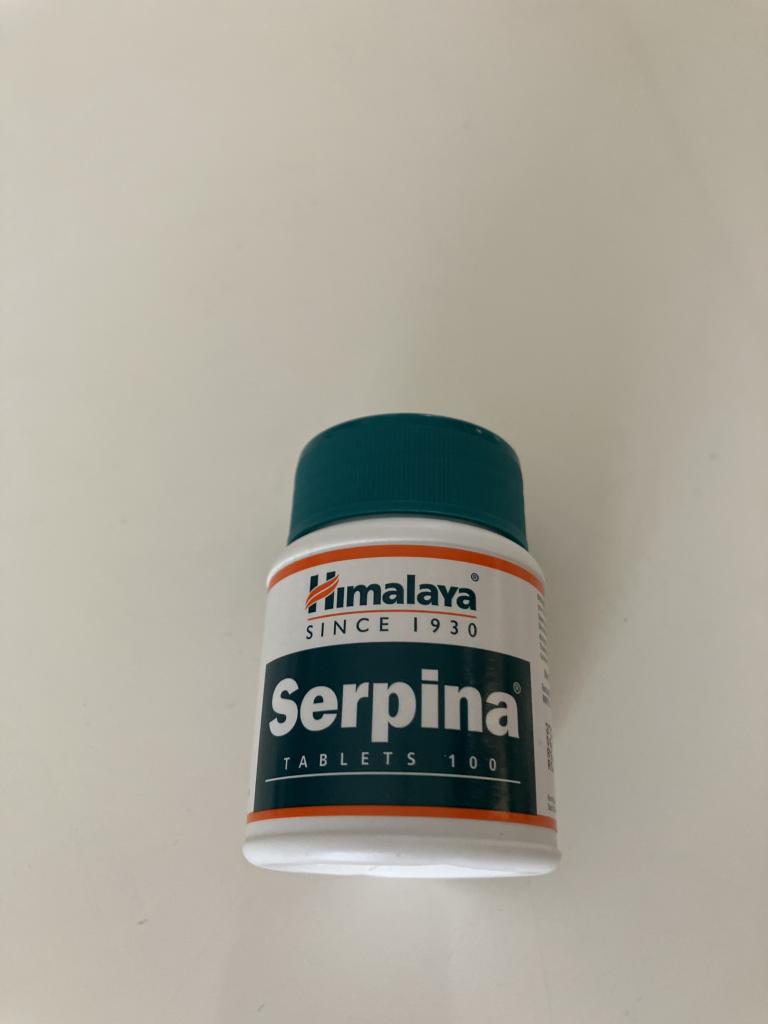 Himalaya®
SINCE 1930
Serpina®
TABLETS 100